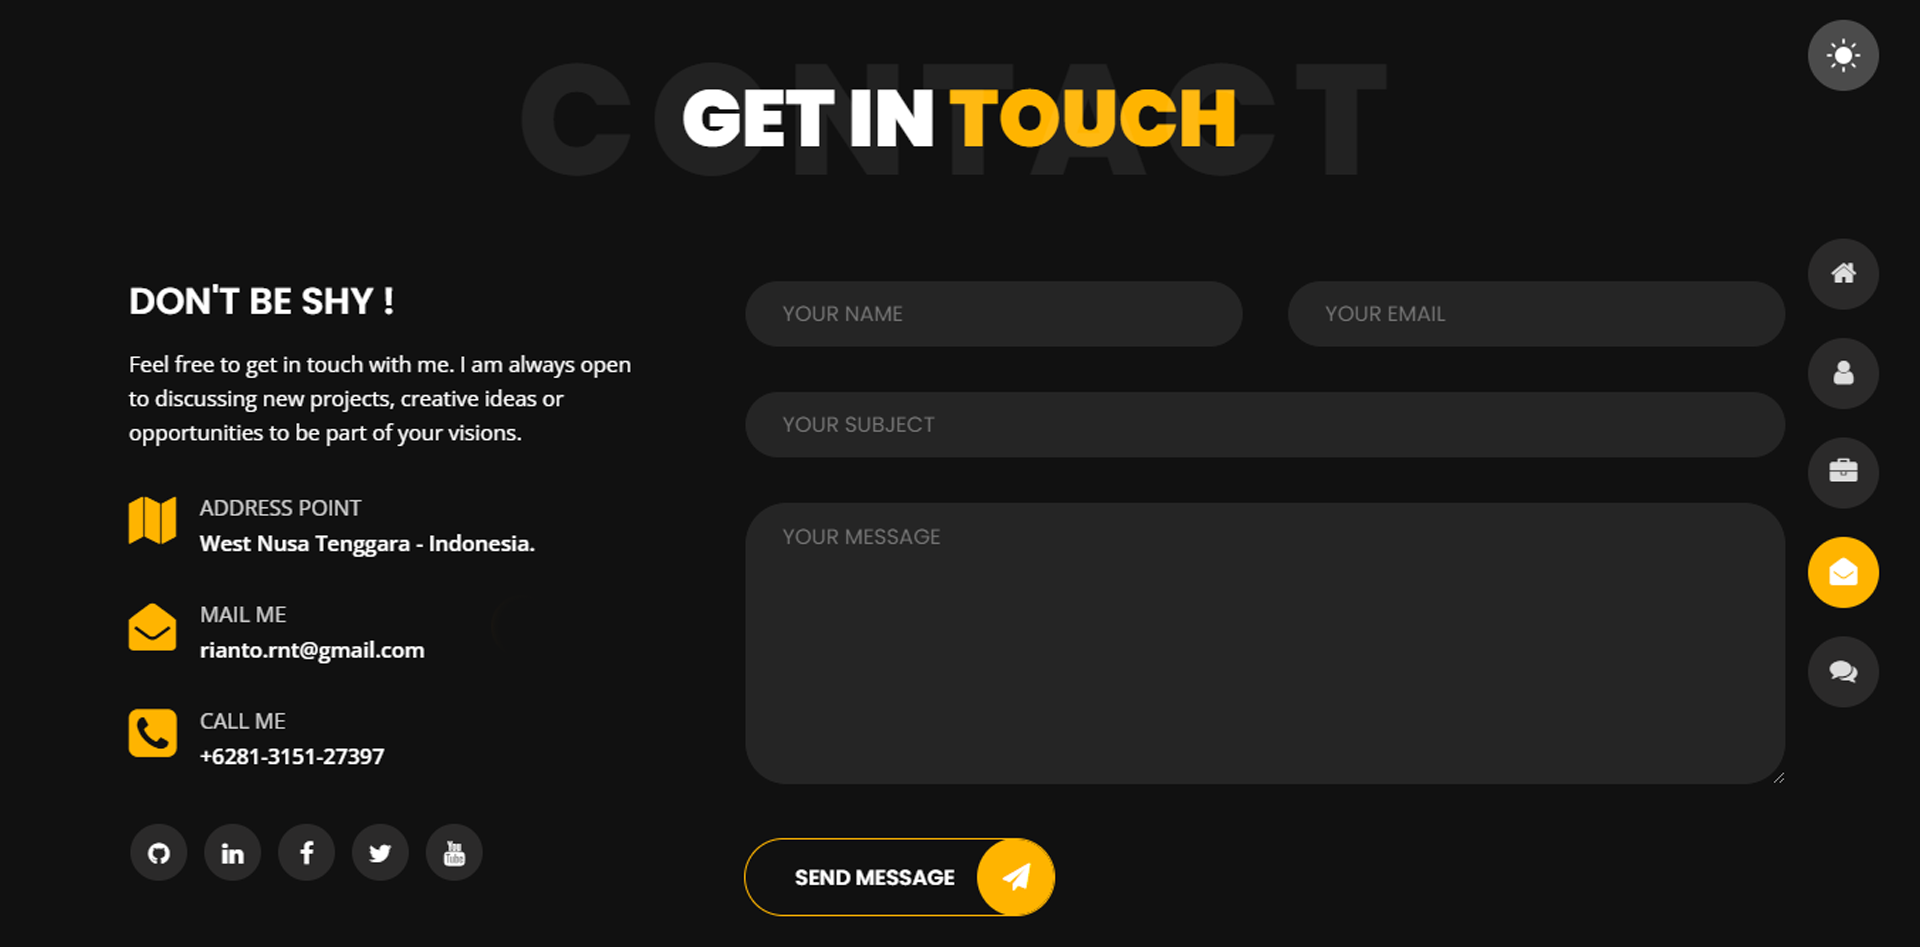 CONTACT
GET IN TOUCH
DON'T BE SHY !
Feel free to get in touch with me. I am always open
to discussing new projects, creative ideas or
opportunities to be part of your visions.
ADDRESS POINT
West Nusa Tenggara - Indonesia.
MAIL ME
rianto.rnt@gmail.com
CALL ME
+6281-3151-27397
in
You
Tube
YOUR NAME
YOUR EMAIL
YOUR SUBJECT
YOUR MESSAGE
SEND MESSAGE